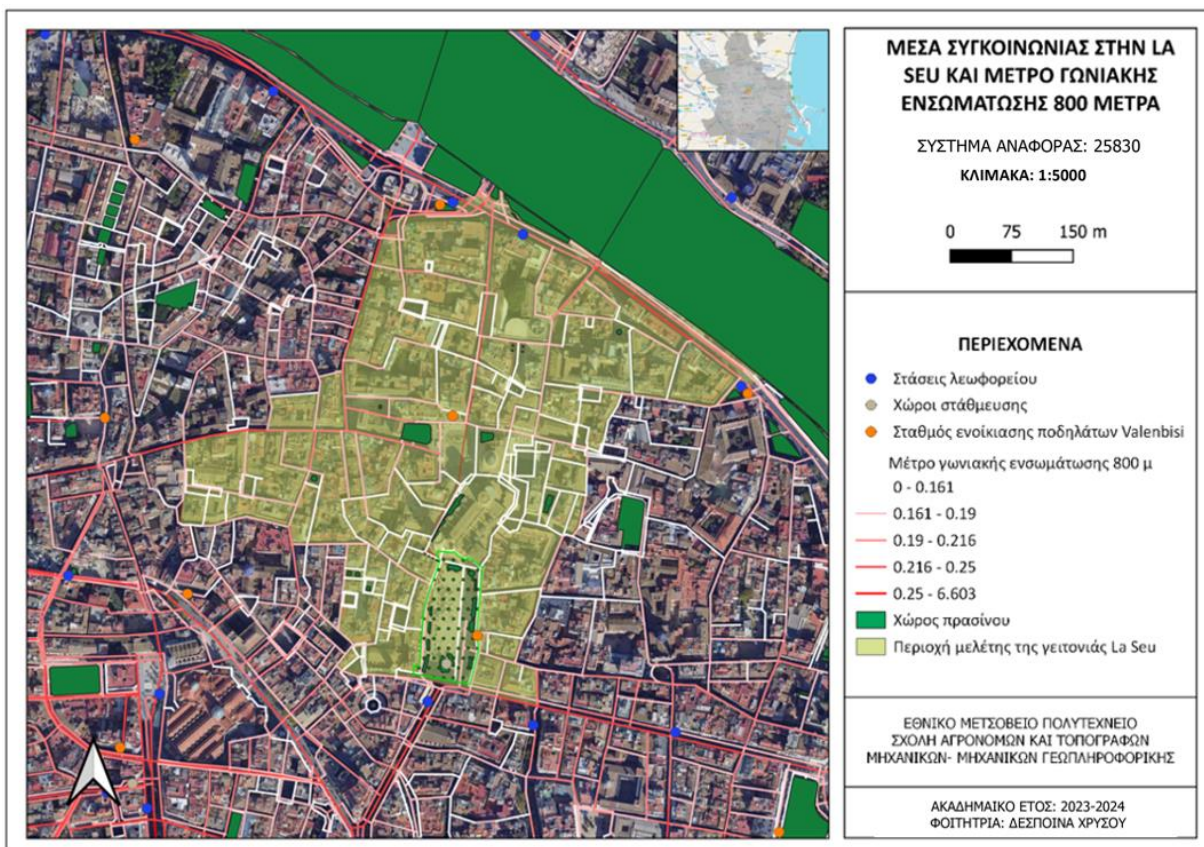 ΜΕΣΑ ΣΥΓΚΟΙΝΩΝΙΑΣ ΣΤΗΝ LA
SEU ΚΑΙ ΜΕΤΡΟ ΓΩΝΙΑΚΗΣ
ΕΝΣΩΜΑΤΩΣΗΣ 800 ΜΕΤΡΑ
ΣΥΣΤΗΜΑ ΑΝΑΦΟΡΑΣ: 25830
ΚΛΙΜΑΚΑ: 1:5000
0 75 150 m
ΠΕΡΙΕΧΟΜΕΝΑ
Στάσεις λεωφορείου
Χώροι στάθμευσης
Σταθμός ενοίκιασης ποδηλάτων Valenbisi
Μέτρο γωνιακής ενσωμάτωσης 800 μ
0 - 0.161
0.161 - 0.19
0.19 - 0.216
0.216 - 0.25
0.25 - 6.603
Χώρος πρασίνου
Περιοχή μελέτης της γειτονιάς La Seu
ΕΘΝΙΚΟ ΜΕΤΣΟΒΕΙΟ ΠΟΛΥΤΕΧΝΕΙΟ
ΣΧΟΛΗ ΑΓΡΟΝΟΜΩΝ ΚΑΙ ΤΟΠΟΓΡΑΦΩΝ
ΜΗΧΑΝΙΚΩΝ- ΜΗΧΑΝΙΚΩΝ ΓΕΩΠΛΗΡΟΦΟΡΙΚΗΣ
ΑΚΑΔΗΜΑΙΚΟ ΕΤΟΣ: 2023-2024
ΦΟΙΤΗΤΡΙΑ: ΔΕΣΠΟΙΝΑ ΧΡΥΣΟΥ